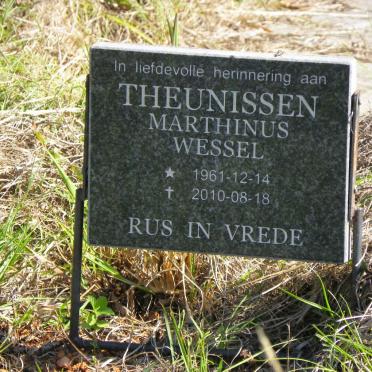 In liefdevolle herinnering aan
THEUNISSEN
MARTHINUS
WESSEL
★ 1961-12-14
✝ 2010-08-18
RUS IN VREDE